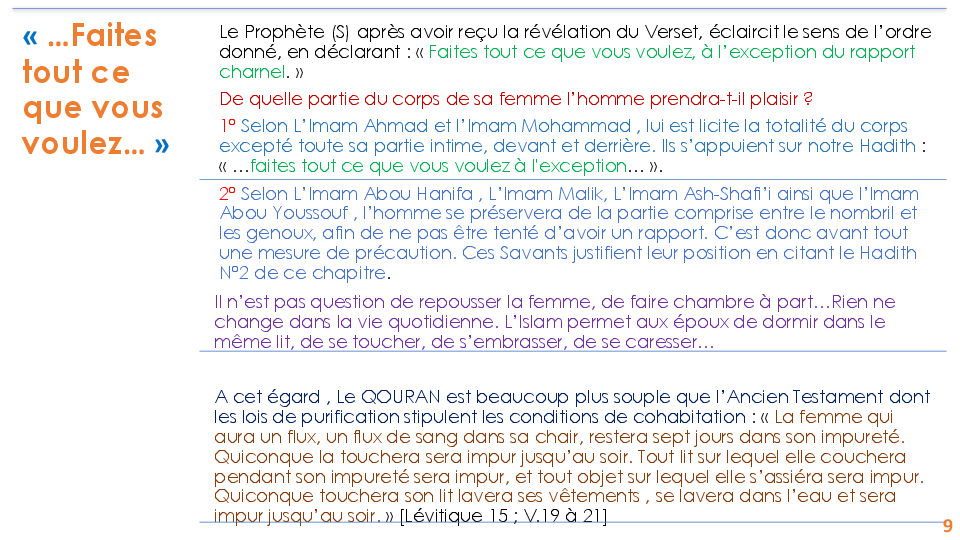 « …Faites
tout ce
que vous
voulez… »
Le Prophète (S) après avoir reçu la révélation du Verset, éclaircit le sens de l’ordre
donné, en déclarant : « Faites tout ce que vous voulez, à l’exception du rapport
charnel. »
De quelle partie du corps de sa femme l’homme prendra-t-il plaisir ?
1° Selon L’Imam Ahmad et l’Imam Mohammad , lui est licite la totalité du corps
excepté toute sa partie intime, devant et derrière. Ils s’appuient sur notre Hadith :
« …faites tout ce que vous voulez à l'exception… ».
2° Selon L’Imam Abou Hanifa , L’Imam Malik, L’Imam Ash-Shafi’i ainsi que l’Imam
Abou Youssouf , l’homme se préservera de la partie comprise entre le nombril et
les genoux, afin de ne pas être tenté d’avoir un rapport. C’est donc avant tout
une mesure de précaution. Ces Savants justifient leur position en citant le Hadith
N°2 de ce chapitre.
Il n’est pas question de repousser la femme, de faire chambre à part…Rien ne
change dans la vie quotidienne. L’Islam permet aux époux de dormir dans le
même lit, de se toucher, de s’embrasser, de se caresser…
A cet égard , Le QOURAN est beaucoup plus souple que l’Ancien Testament dont
les lois de purification stipulent les conditions de cohabitation : « La femme qui
aura un flux, un flux de sang dans sa chair, restera sept jours dans son impureté.
Quiconque la touchera sera impur jusqu’au soir. Tout lit sur lequel elle couchera
pendant son impureté sera impur, et tout objet sur lequel elle s’assiéra sera impur.
Quiconque touchera son lit lavera ses vêtements , se lavera dans l’eau et sera
impur jusqu’au soir. » [Lévitique 15 ; V.19 à 21]
9